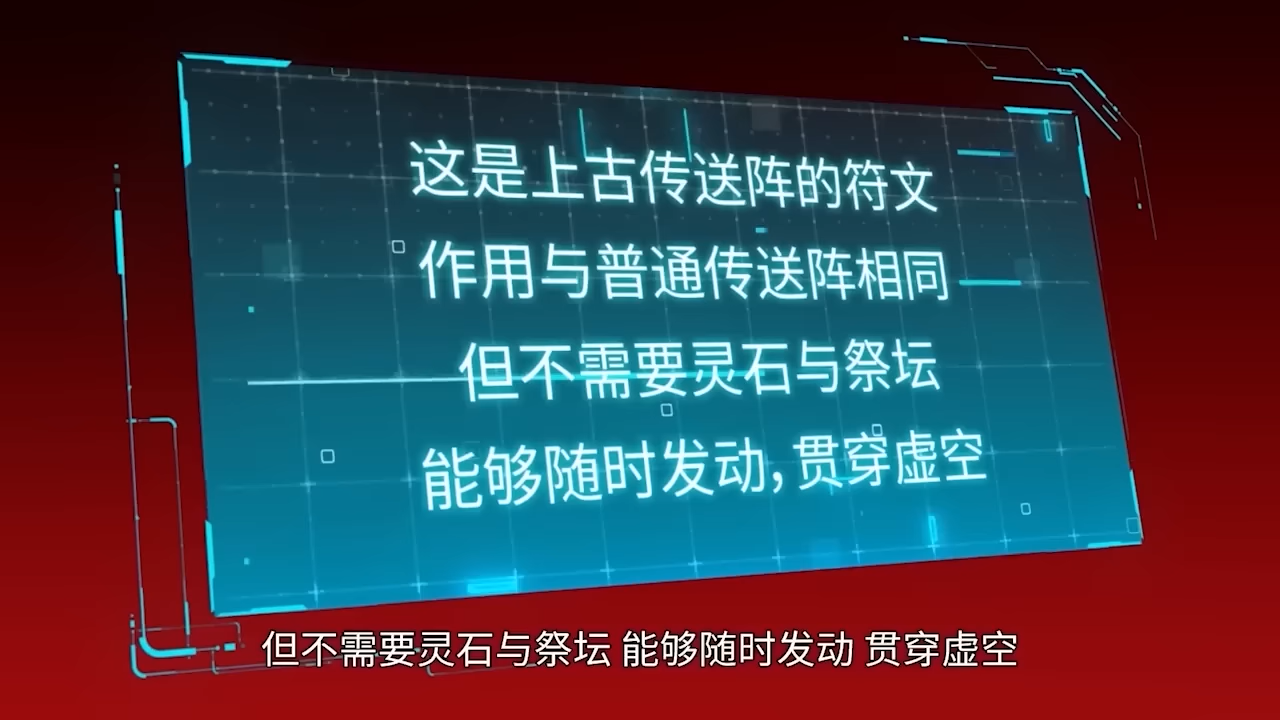 这是上古传送阵的符文
作用与普通传送阵相同
但不需要灵石与祭坛
能够随时发动,贯穿虚空
但不需要灵石与祭坛 能够随时发动 贯穿虚空